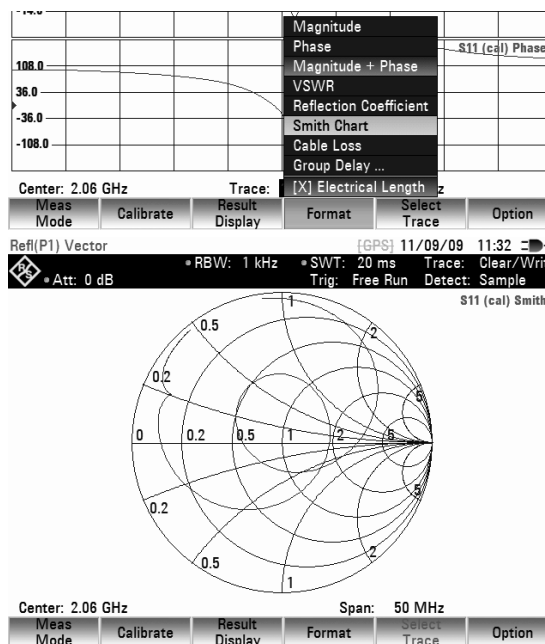 Magnitude
Phase
S11 (cal) Phase
108.0
Magnitude + Phase
VSWR
36.0
Reflection Coefficient
-36.0
Smith Chart
Cable Loss
-108.0
Group Delay ...
Center: 2.06 GHz Trace: [X] Electrical Length
Meas Mode Calibrate Result Display Format Select Trace Option
Refl(P1) Vector [GPS] 11/09/09 11:32
RBW: 1 kHz SWT: 20 ms Trace: Clear/Writ
Att: 0 dB Trig: Free Run Detect: Sample
S11 (cal) Smith
1
0.5 2
0.2 5
0 0.2 0.5 1 2 5
0.2 5
0.5 2
1
Center: 2.06 GHz Span: 50 MHz
Meas Mode Calibrate Result Display Format Select Trace Option